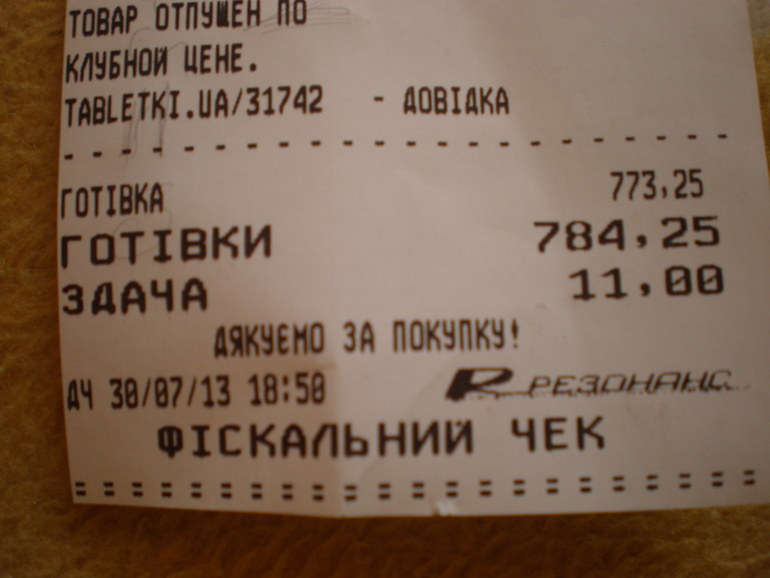 ТОВАР ОТПУЩЕН ПО
КЛУБНОЙ ЦЕНЕ.
TABLETKI.UA/31742 - ДОВІДКА
- - - - - - - - - - - - - - - - - - - - - - -
ГОТІВКА 773,25
ГОТІВКИ 784,25
ЗДАЧА 11,00
ДЯКУЄМО ЗА ПОКУПКУ!
ДЧ 30/07/13 18:50 РЕЗОНАНС
ФІСКАЛЬНИЙ ЧЕК
= = = = = = = = = = = = = = = = = = = = = = =